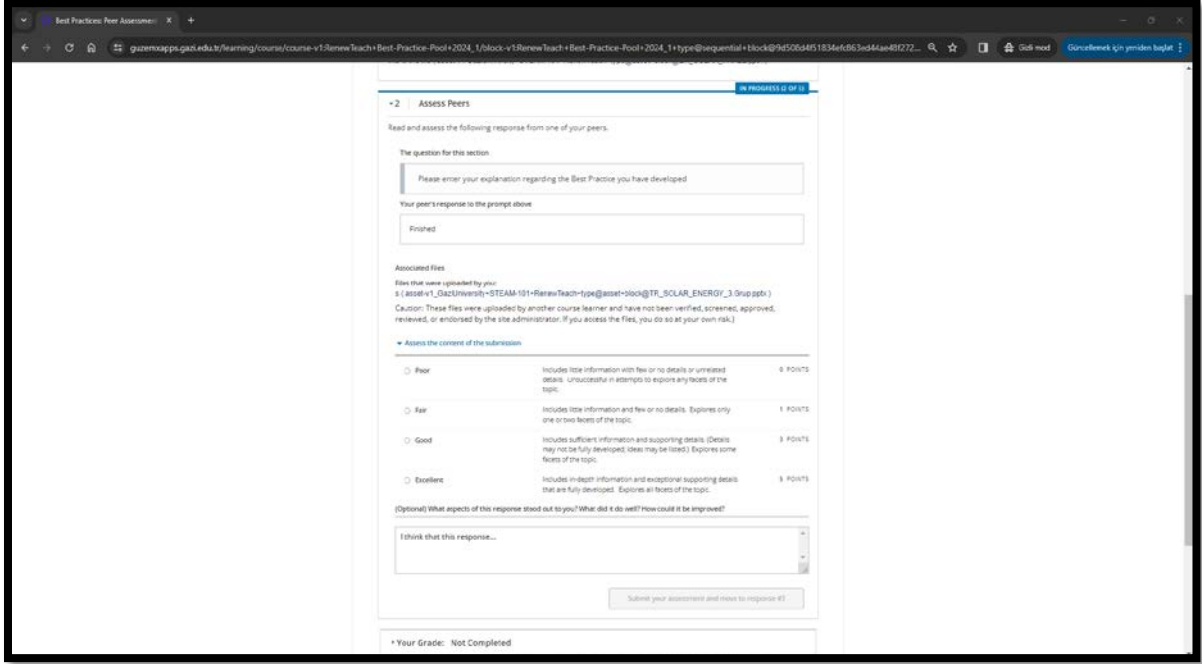 Best Practices: Peer Assessment
guzemxapps.gazi.edu.tr/learning/course/course-v1:RenewTeach+Best-Practice-Pool+2024_1/block-v1:RenewTeach+Best-Practice-Pool+2024_1+type@sequential+block@9d508d4f51834efc863ed44ae48f272...
Gizli mod
Güncellemek için yeniden başlat
IN PROGRESS (2 OF 3)
2 Assess Peers
Read and assess the following response from one of your peers.
The question for this section
Please enter your explanation regarding the Best Practice you have developed
Your peer's response to the prompt above
Finished
Associated Files
Files that were uploaded by you:
s ( asset-v1_GaziUniversity+STEAM-101+RenewTeach+type@asset+block@TR_SOLAR_ENERGY_3.Grup.pptx )
Caution: These files were uploaded by another course learner and have not been verified, screened, approved,
reviewed, or endorsed by the site administrator. If you access the files, you do so at your own risk.)
Assess the content of the submission
Poor
Includes little information with few or no details or unrelated
details. Unsuccessful in attempts to explore any facets of the
topic.
0 POINTS
Fair
Includes little information and few or no details. Explores only
one or two facets of the topic.
1 POINTS
Good
Includes sufficient information and supporting details. (Details
may not be fully developed; ideas may be listed.) Explores some
facets of the topic.
3 POINTS
Excellent
Includes in-depth information and exceptional supporting details
that are fully developed. Explores all facets of the topic.
5 POINTS
(Optional) What aspects of this response stood out to you? What did it do well? How could it be improved?
I think that this response...
Submit your assessment and move to response #3
Your Grade: Not Completed